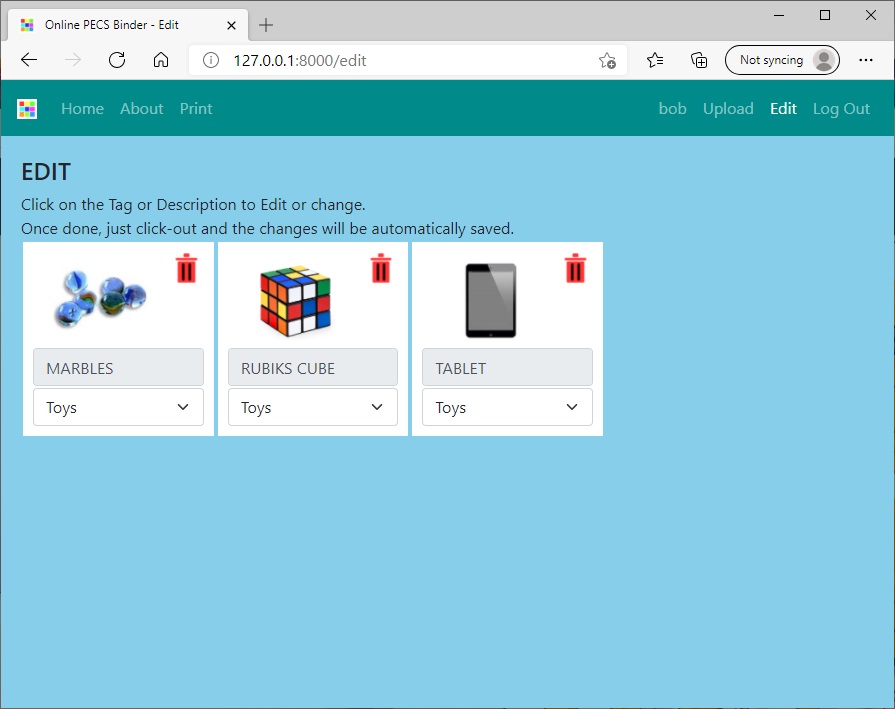 Online PECS Binder - Edit
127.0.0.1:8000/edit
Not syncing
Home About Print bob Upload Edit Log Out
EDIT
Click on the Tag or Description to Edit or change.
Once done, just click-out and the changes will be automatically saved.
MARBLES RUBIKS CUBE TABLET
Toys Toys Toys